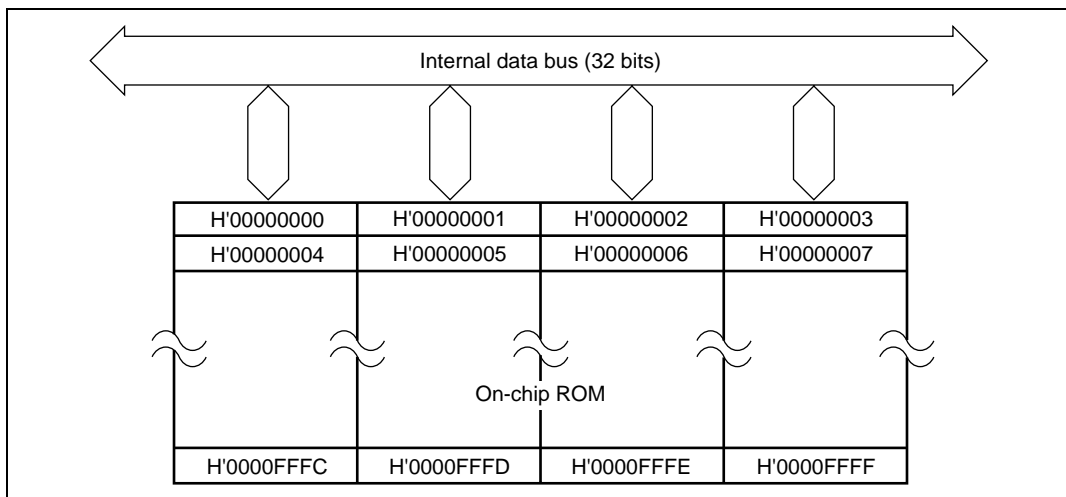 Internal data bus (32 bits)
H'00000000 H'00000001 H'00000002 H'00000003
H'00000004 H'00000005 H'00000006 H'00000007
On-chip ROM
H'0000FFFC H'0000FFFD H'0000FFFE H'0000FFFF